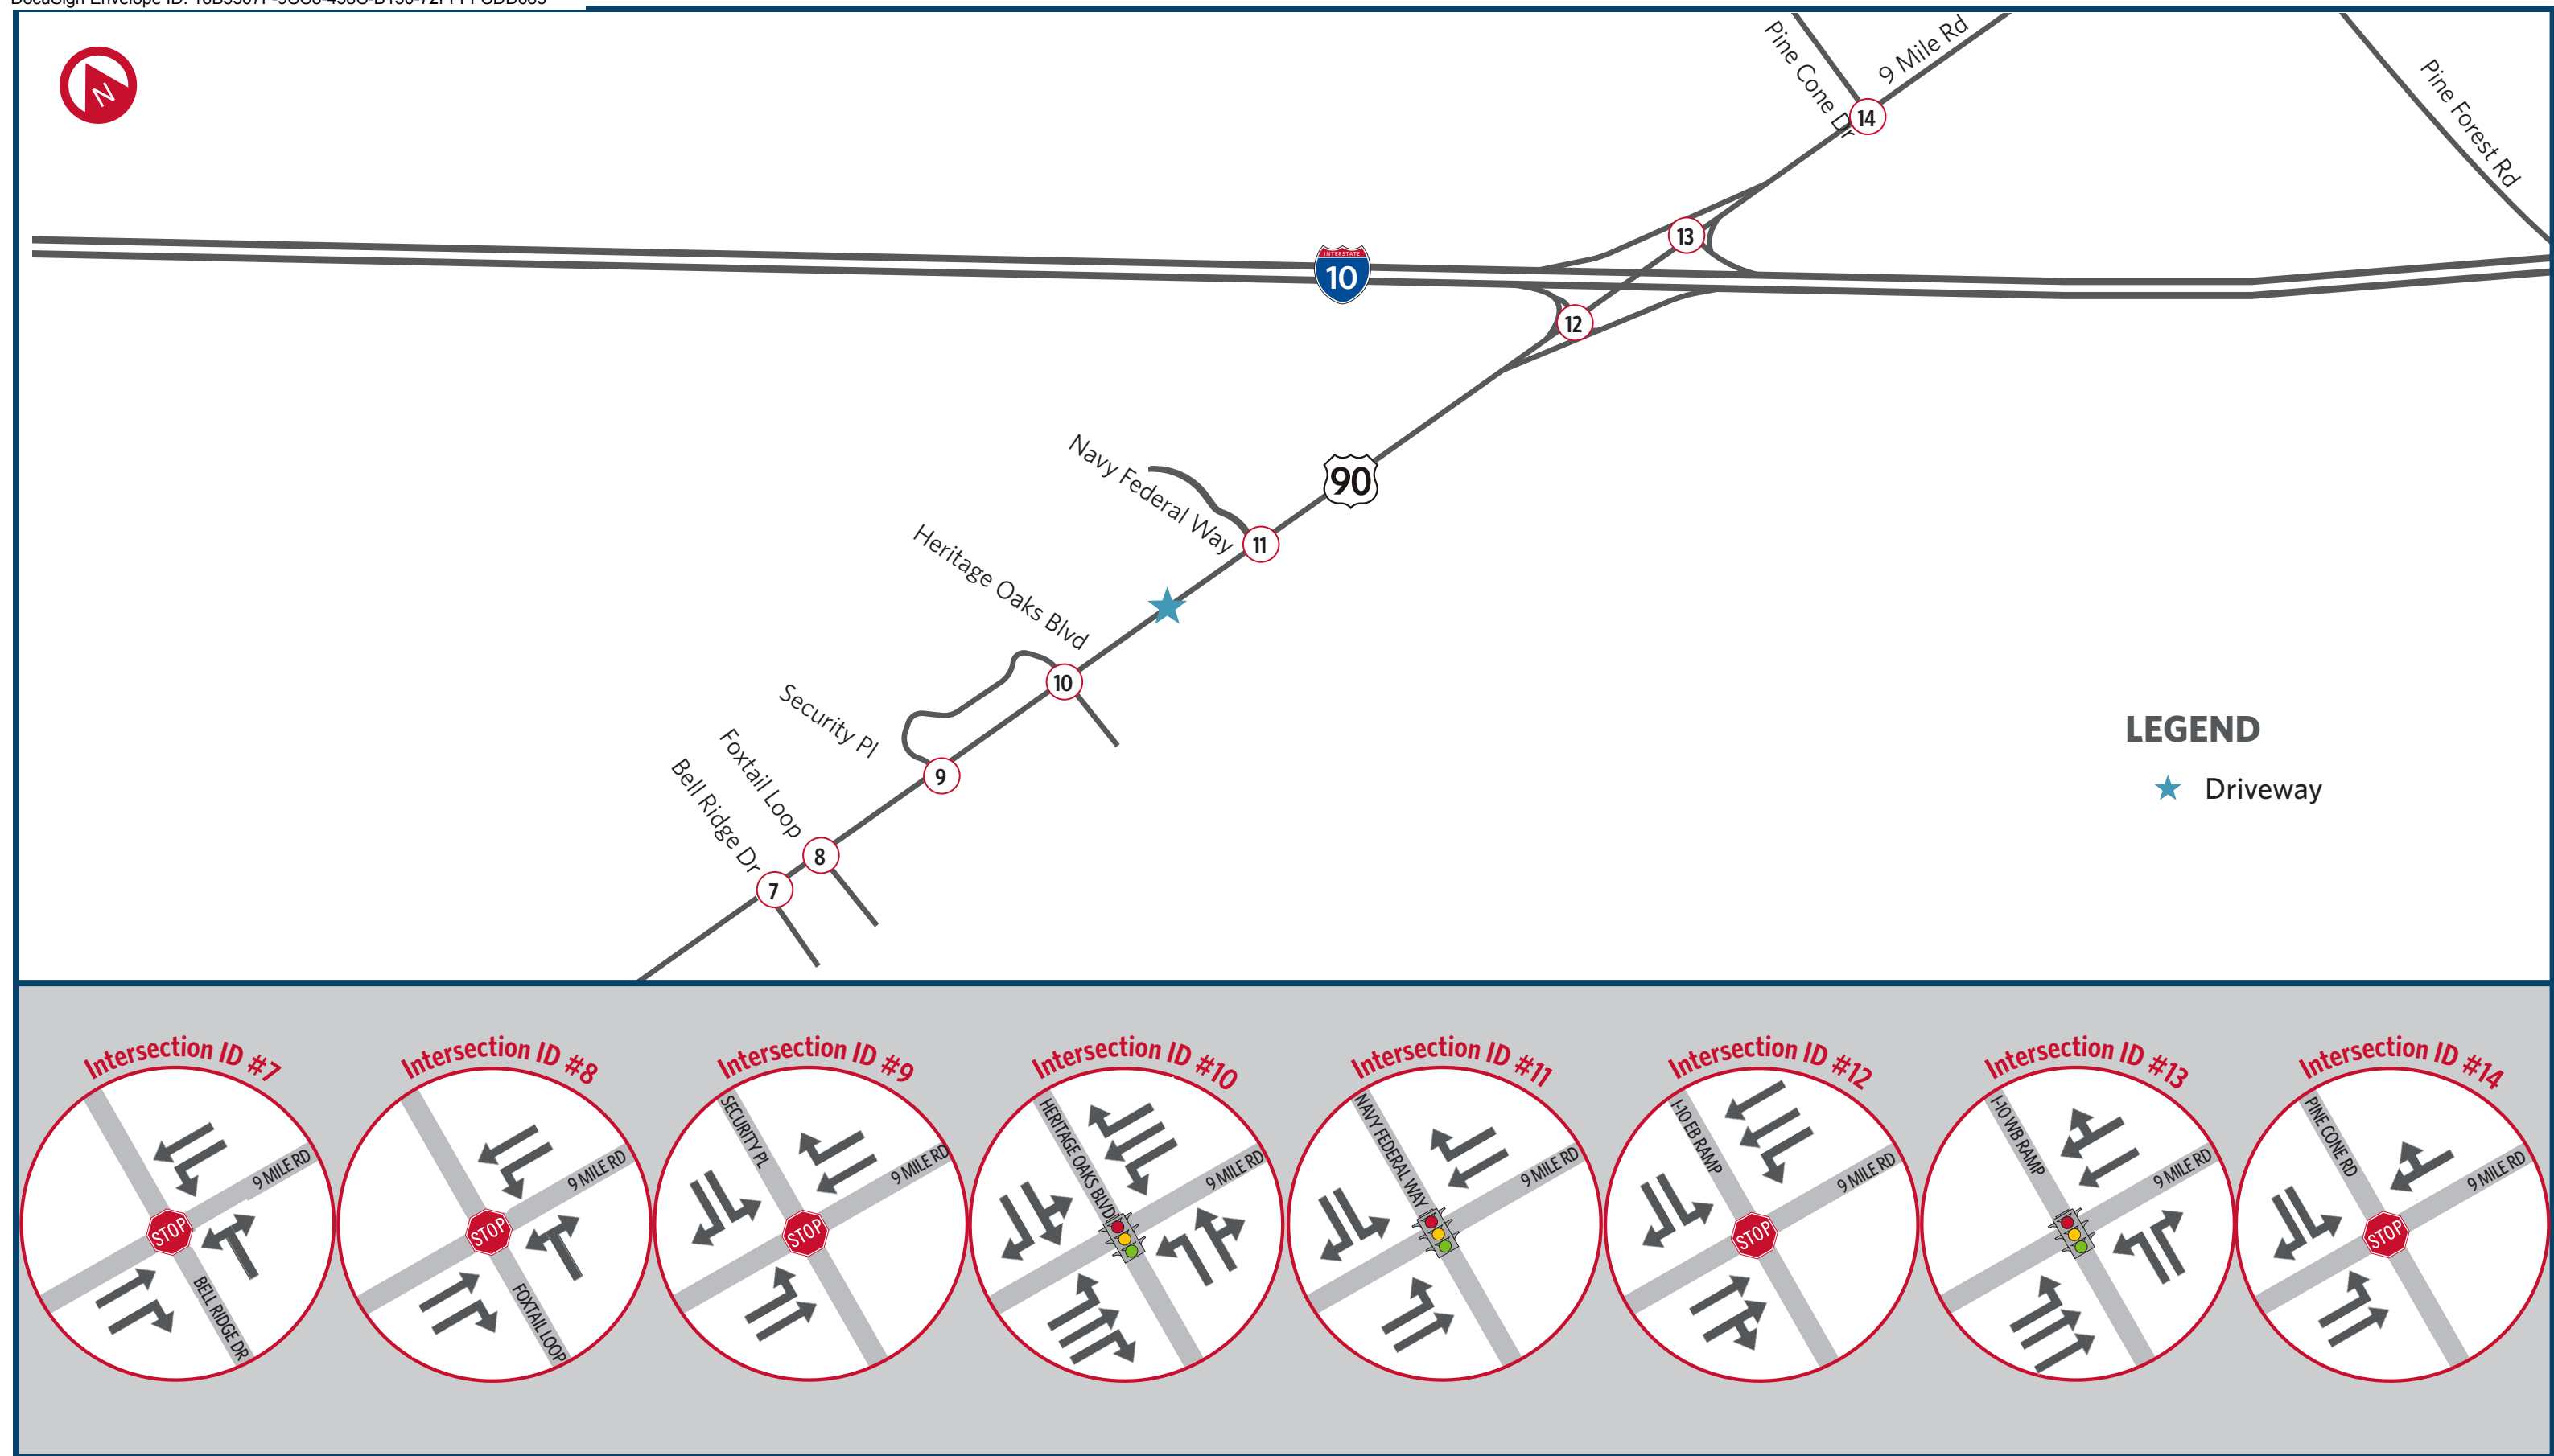 N
Pine Cone Dr
9 Mile Rd
Pine Forest Rd
14
13
INTERSTATE
10
12
90
Navy Federal Way
11
Heritage Oaks Blvd
10
Security Pl
9
Foxtail Loop
8
Bell Ridge Dr
7
LEGEND
Driveway
Intersection ID #7
9 MILE RD
STOP
BELL RIDGE DR
Intersection ID #8
9 MILE RD
STOP
FOXTAIL LOOP
Intersection ID #9
SECURITY PL
9 MILE RD
STOP
Intersection ID #10
HERITAGE OAKS BLVD
9 MILE RD
Intersection ID #11
NAVY FEDERAL WAY
9 MILE RD
Intersection ID #12
I-10 EB RAMP
9 MILE RD
STOP
Intersection ID #13
I-10 WB RAMP
9 MILE RD
Intersection ID #14
PINE CONE RD
9 MILE RD
STOP